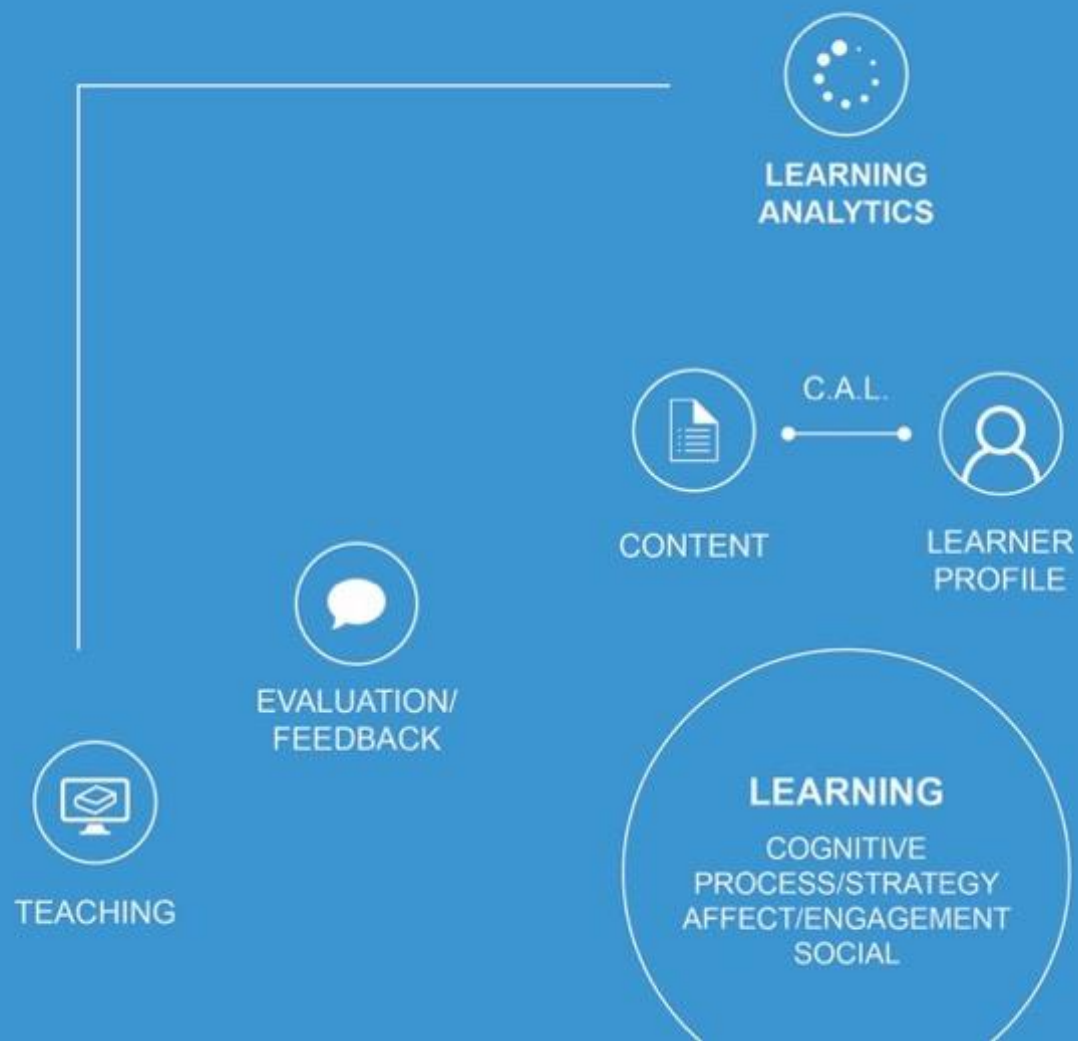 LEARNING
ANALYTICS
C.A.L.
CONTENT
LEARNER
PROFILE
EVALUATION/
FEEDBACK
TEACHING
LEARNING
COGNITIVE
PROCESS/STRATEGY
AFFECT/ENGAGEMENT
SOCIAL